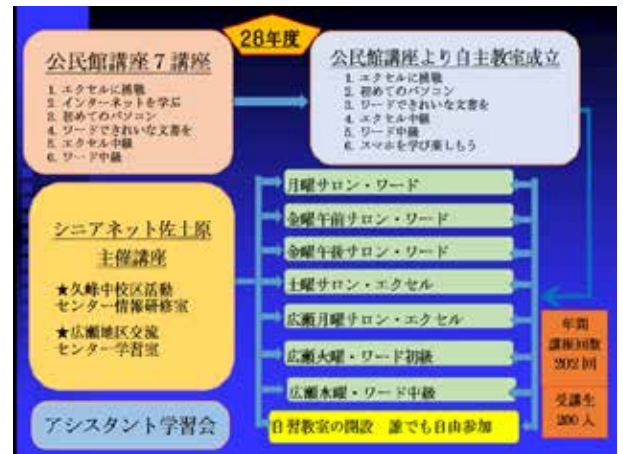 28年度
公民館講座7講座
1. エクセルに挑戦
2. インターネットを学ぶ
3. 初めてのパソコン
4. ワードできれいな文書を
5. エクセル中級
6. ワード中級
公民館講座より自主教室成立
1. エクセルに挑戦
2. 初めてのパソコン
3. ワードできれいな文書を
4. エクセル中級
5. ワード中級
6. スマホを学び楽しもう
シニアネット佐土原
主催講座
★久峰中校区活動
センター情報研修室
★広瀬地区交流
センター学習室
アシスタント学習会
月曜サロン・ワード
金曜午前サロン・ワード
金曜午後サロン・ワード
土曜サロン・エクセル
広瀬月曜サロン・エクセル
広瀬火曜・ワード初級
広瀬水曜・ワード中級
自習教室の開設 誰でも自由参加
年間
講座回数
202回
受講生
200人